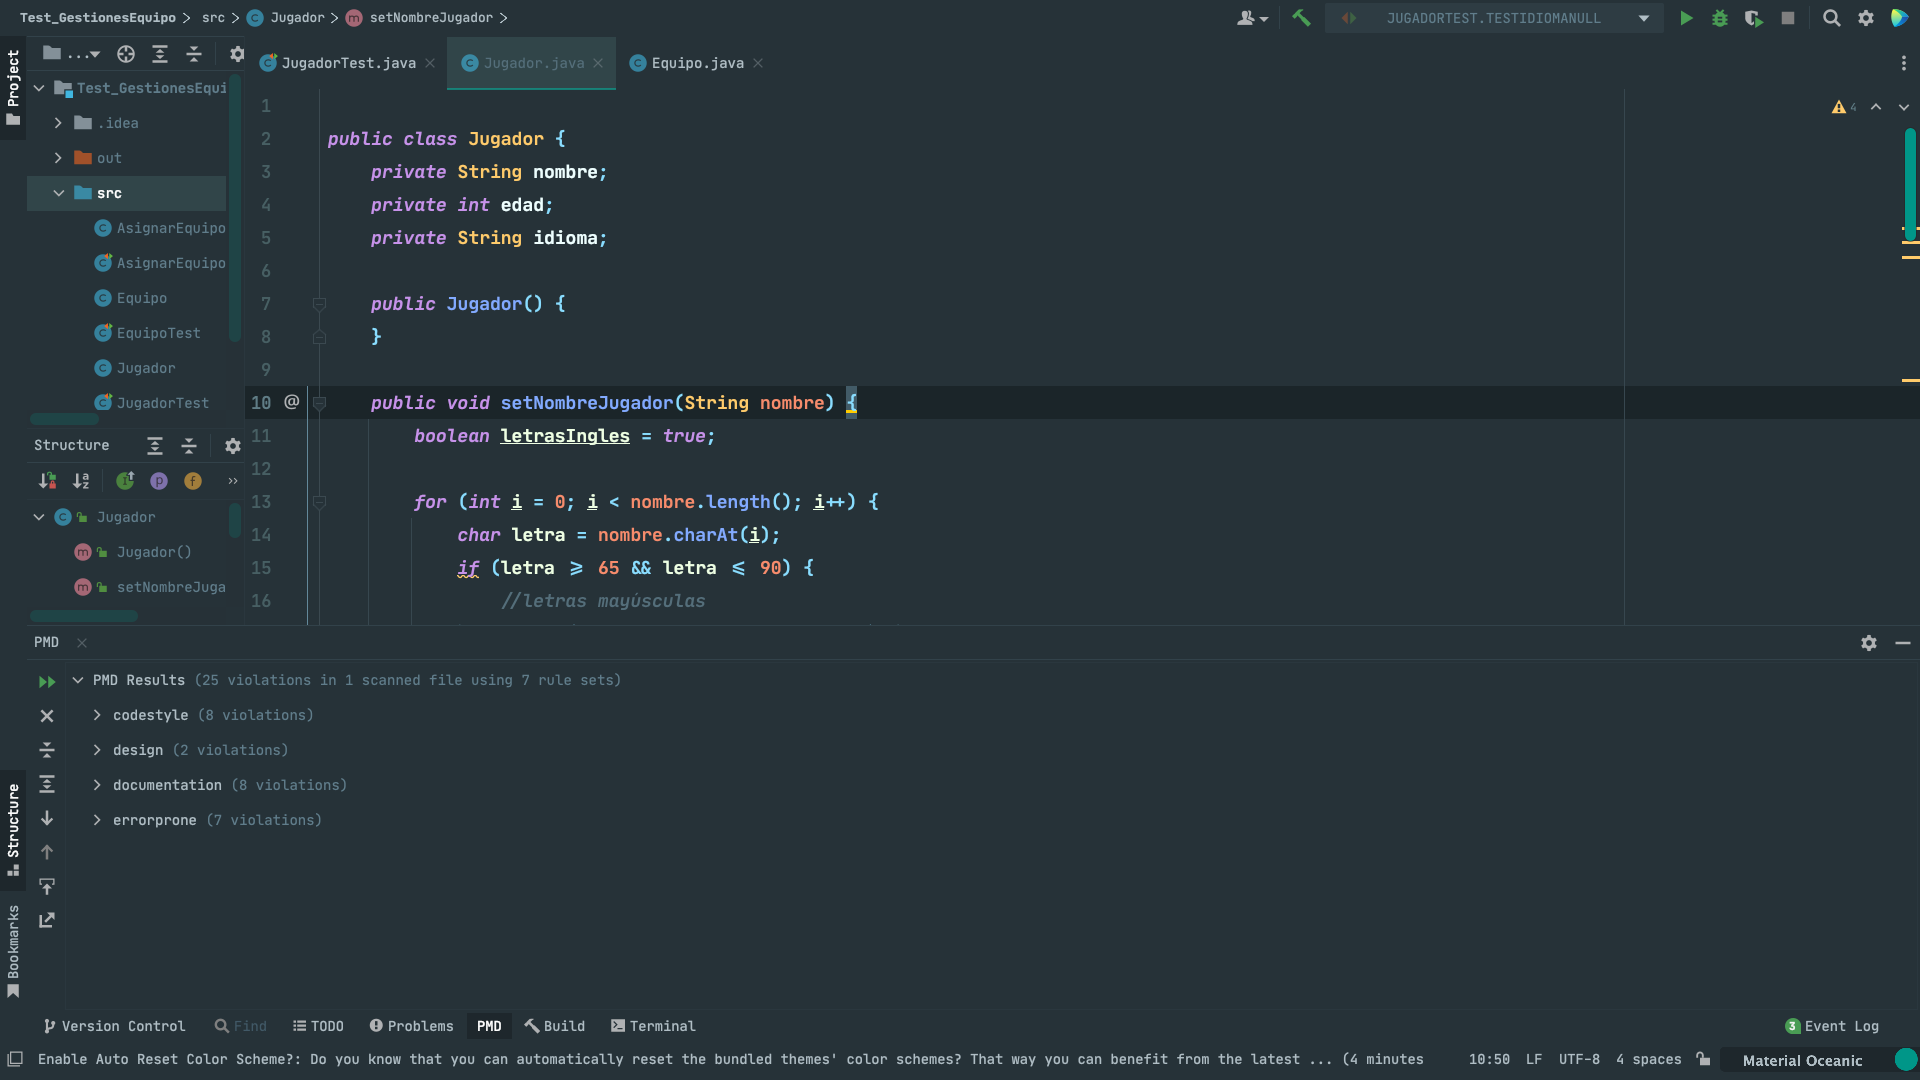 Test_GestionesEquipo > src > Jugador > setNombreJugador >
JUGADORTEST.TESTIDIOMANULL
Project
...
JugadorTest.java
Jugador.java
Equipo.java
Test_GestionesEqui
.idea
out
src
AsignarEquipo
AsignarEquipo
Equipo
EquipoTest
Jugador
JugadorTest
4
1
2 public class Jugador {
3 private String nombre;
4 private int edad;
5 private String idioma;
6
7 public Jugador() {
8 }
9
10 @ public void setNombreJugador(String nombre) {
11 boolean letrasIngles = true;
12
13 for (int i = 0; i < nombre.length(); i++) {
14 char letra = nombre.charAt(i);
15 if (letra >= 65 && letra <= 90) {
16 //letras mayúsculas
Structure
Jugador
Jugador()
setNombreJuga
PMD
PMD Results (25 violations in 1 scanned file using 7 rule sets)
codestyle (8 violations)
design (2 violations)
documentation (8 violations)
errorprone (7 violations)
Structure
Bookmarks
Version Control Find TODO Problems PMD Build Terminal 3 Event Log
Enable Auto Reset Color Scheme?: Do you know that you can automatically reset the bundled themes' color schemes? That way you can benefit from the latest ... (4 minutes 10:50 LF UTF-8 4 spaces Material Oceanic